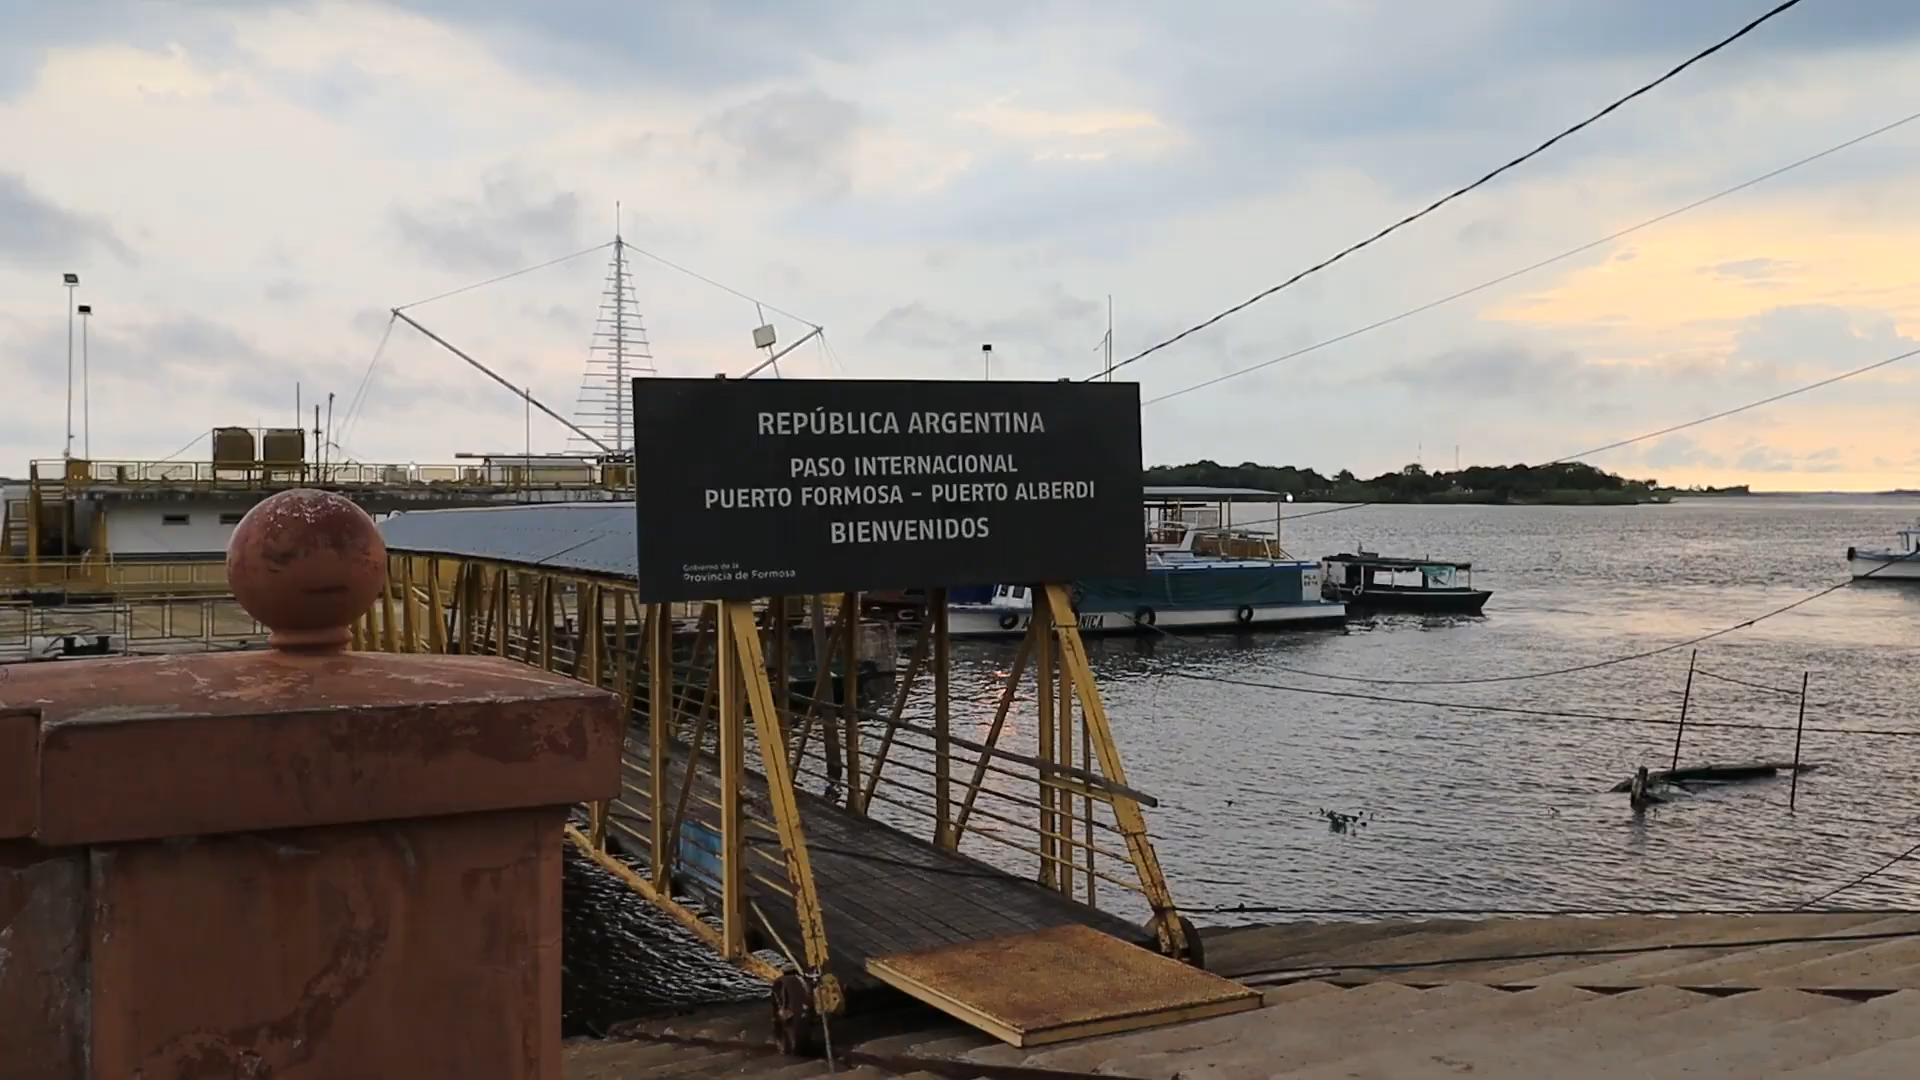 REPÚBLICA ARGENTINA
PASO INTERNACIONAL
PUERTO FORMOSA - PUERTO ALBERDI
BIENVENIDOS
Gobierno de la
Provincia de Formosa